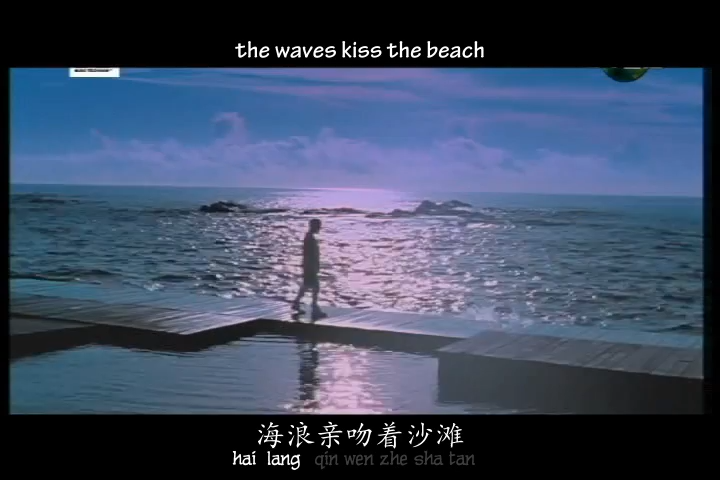 the waves kiss the beach
海浪亲吻着沙滩
hai lang qin wen zhe sha tan